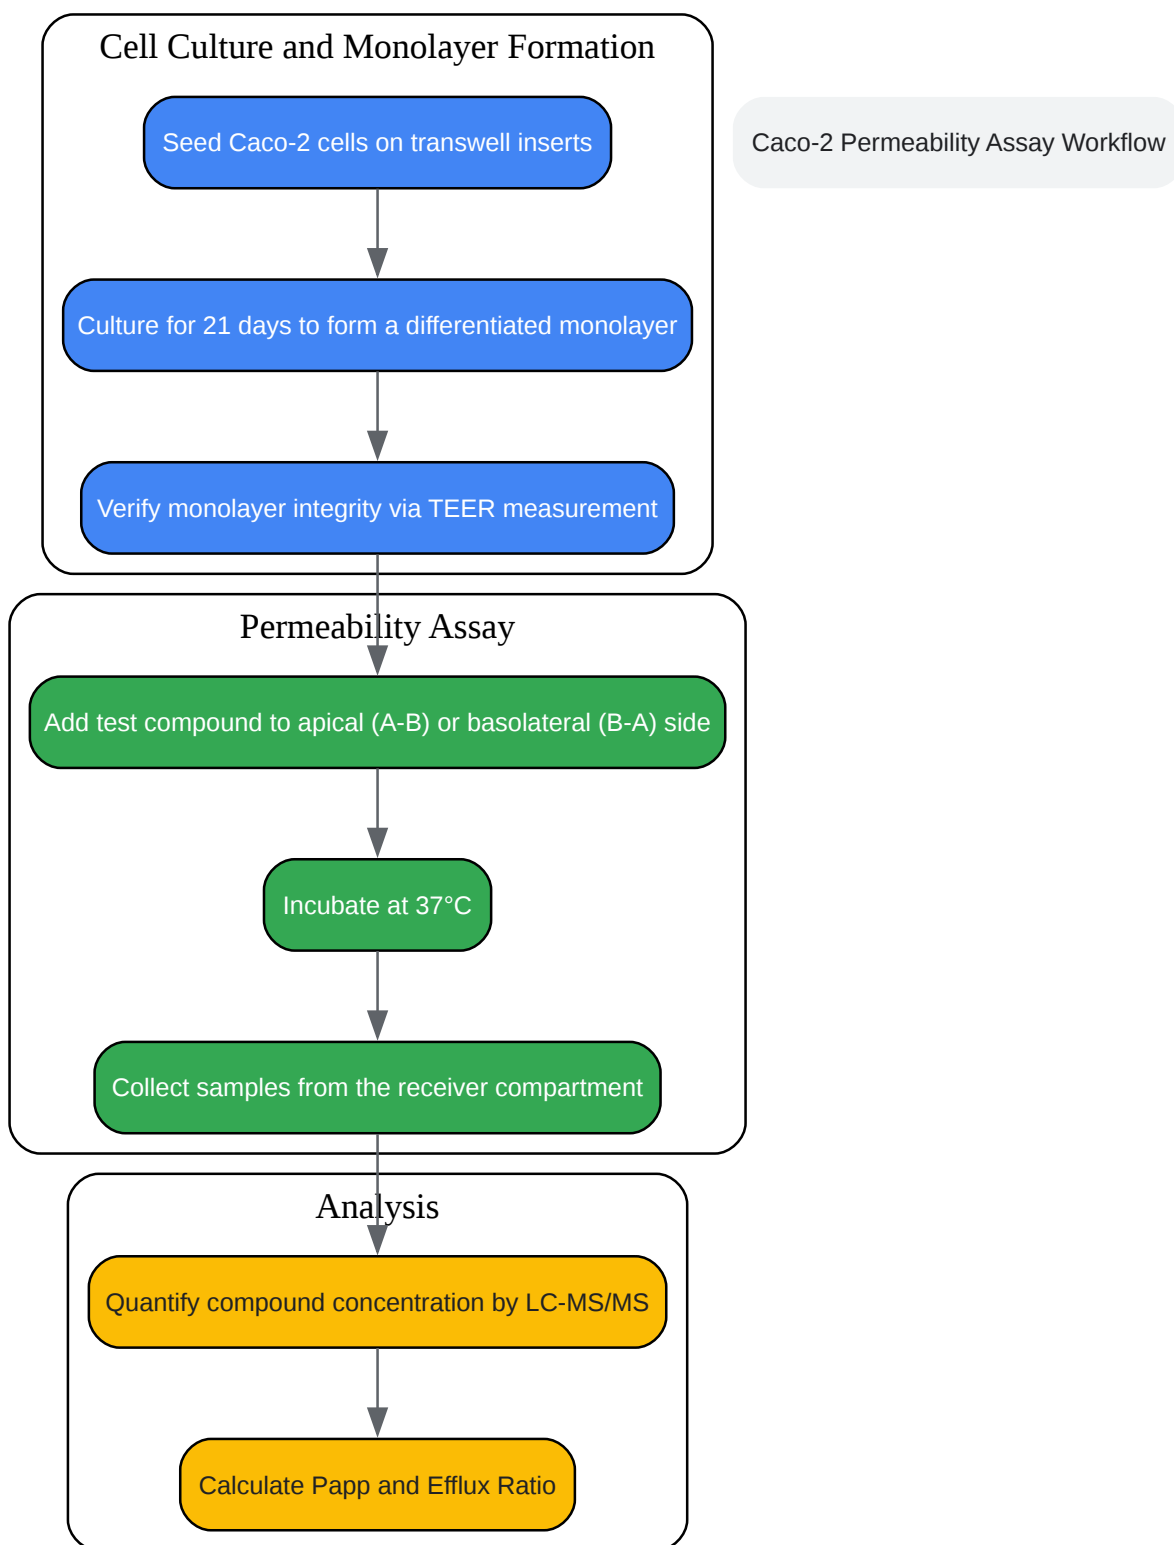 Cell Culture and Monolayer Formation
Seed Caco-2 cells on transwell inserts
Caco-2 Permeability Assay Workflow
Culture for 21 days to form a differentiated monolayer
Verify monolayer integrity via TEER measurement
Permeability Assay
Add test compound to apical (A-B) or basolateral (B-A) side
Incubate at 37°C
Collect samples from the receiver compartment
Analysis
Quantify compound concentration by LC-MS/MS
Calculate Papp and Efflux Ratio